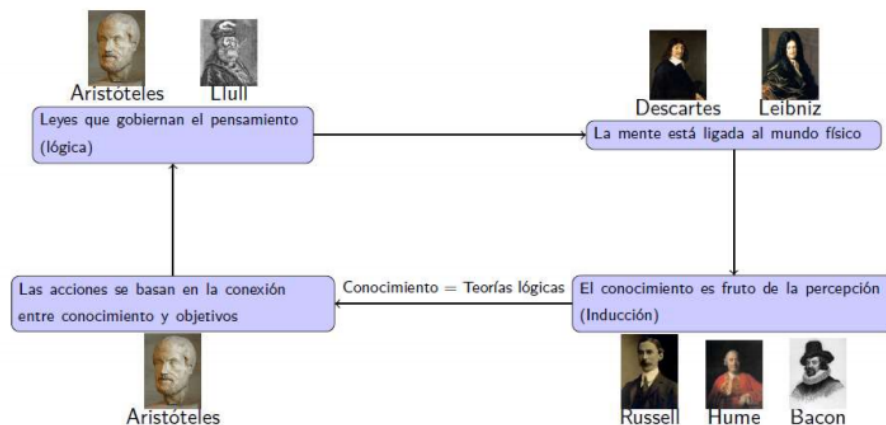 Aristóteles
Llull
Descartes
Leibniz
Leyes que gobiernan el pensamiento
(lógica)
La mente está ligada al mundo físico
Las acciones se basan en la conexión
entre conocimiento y objetivos
Conocimiento = Teorías lógicas
El conocimiento es fruto de la percepción
(Inducción)
Aristóteles
Russell
Hume
Bacon